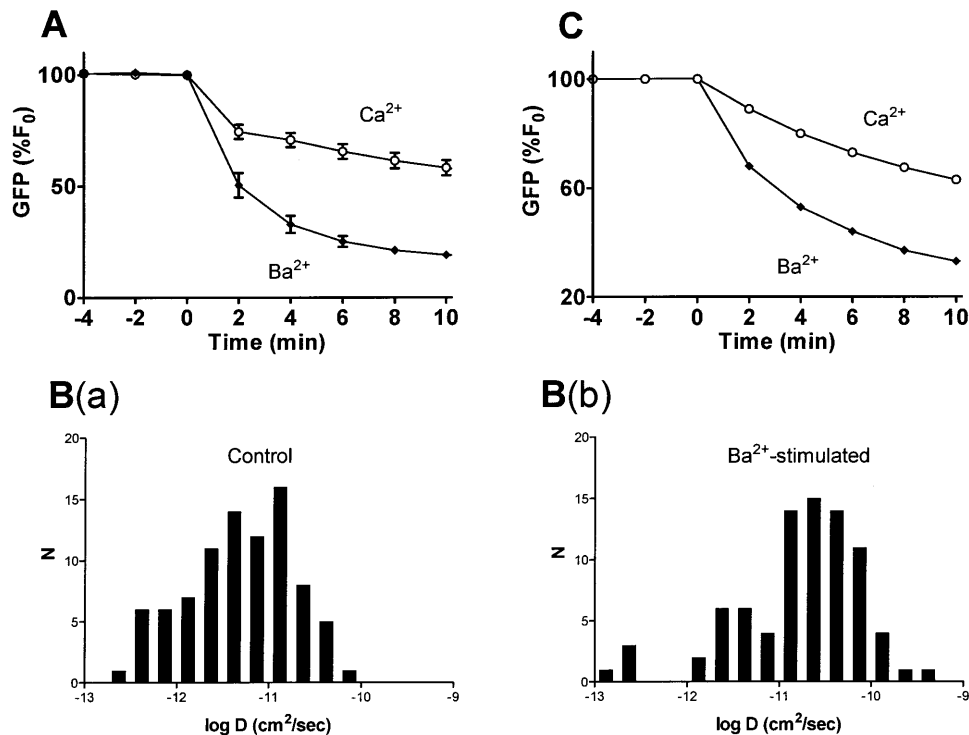 A
GFP (%F₀)
100
50
0
Ca²⁺
Ba²⁺
-4 -2 0 2 4 6 8 10
Time (min)
C
GFP (%F₀)
100
60
20
Ca²⁺
Ba²⁺
-4 -2 0 2 4 6 8 10
Time (min)
B(a)
Control
N
20
15
10
5
0
-13 -12 -11 -10 -9
log D (cm²/sec)
B(b)
Ba²⁺-stimulated
N
20
15
10
5
0
-13 -12 -11 -10 -9
log D (cm²/sec)